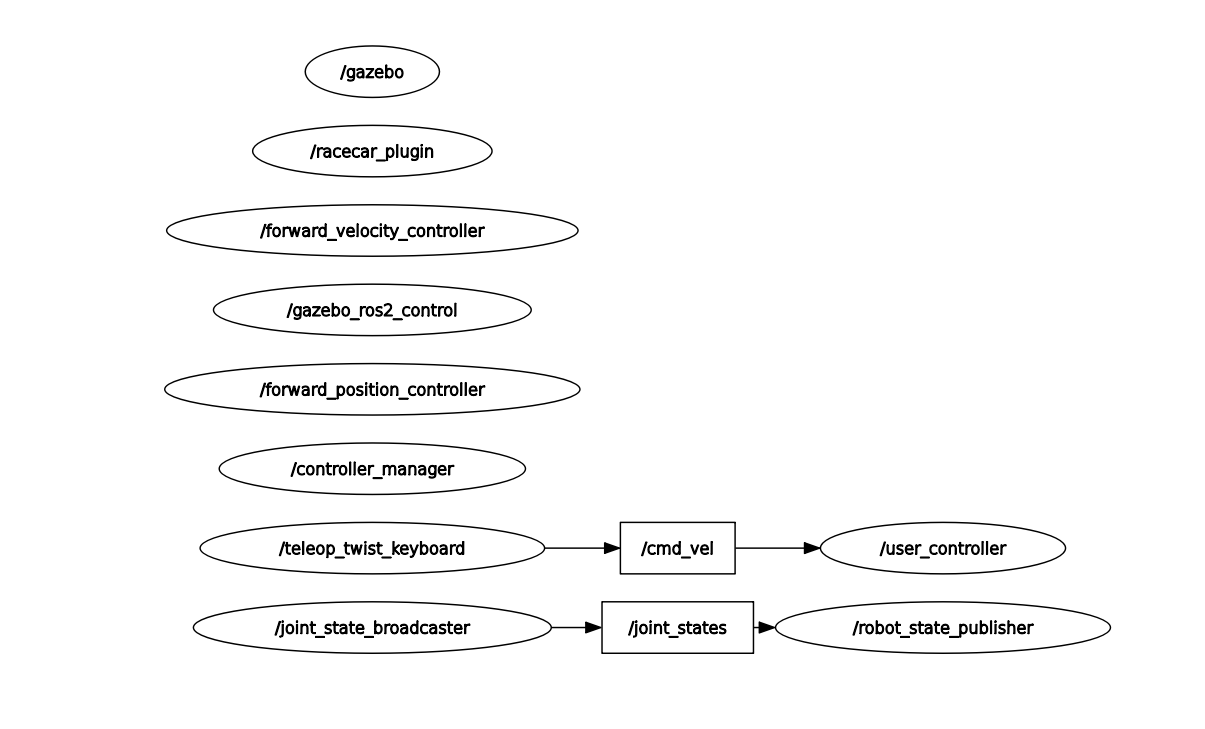 /gazebo
/racecar_plugin
/forward_velocity_controller
/gazebo_ros2_control
/forward_position_controller
/controller_manager
/teleop_twist_keyboard /cmd_vel /user_controller
/joint_state_broadcaster /joint_states /robot_state_publisher